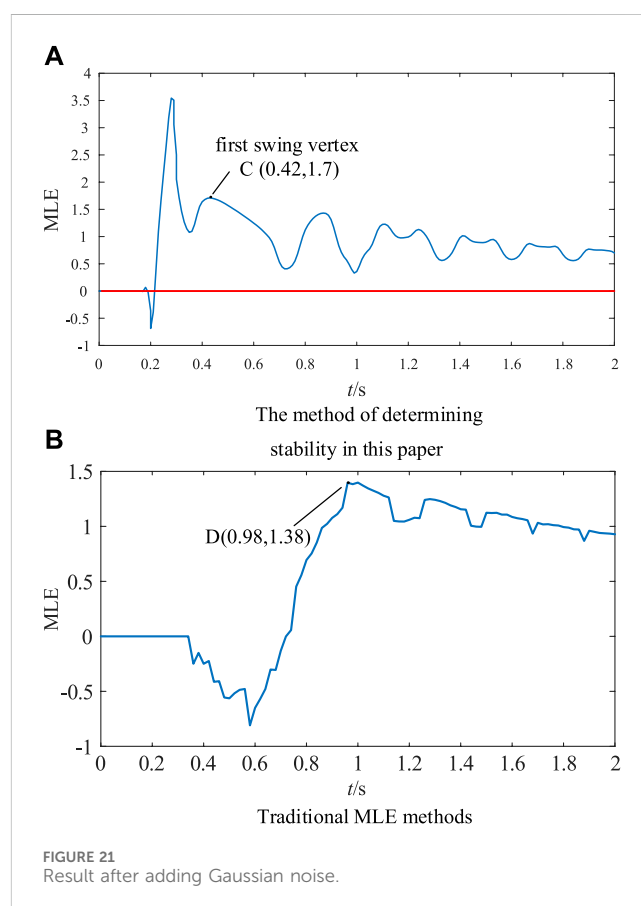 A
4
3.5
3
2.5
2
1.5
1
0.5
0
-0.5
-1
MLE
first swing vertex
C (0.42,1.7)
0 0.2 0.4 0.6 0.8 1 1.2 1.4 1.6 1.8 2
t/s
The method of determining
stability in this paper
B
1.5
1
0.5
0
-0.5
-1
MLE
D(0.98,1.38)
0 0.2 0.4 0.6 0.8 1 1.2 1.4 1.6 1.8 2
t/s
Traditional MLE methods
FIGURE 21
Result after adding Gaussian noise.